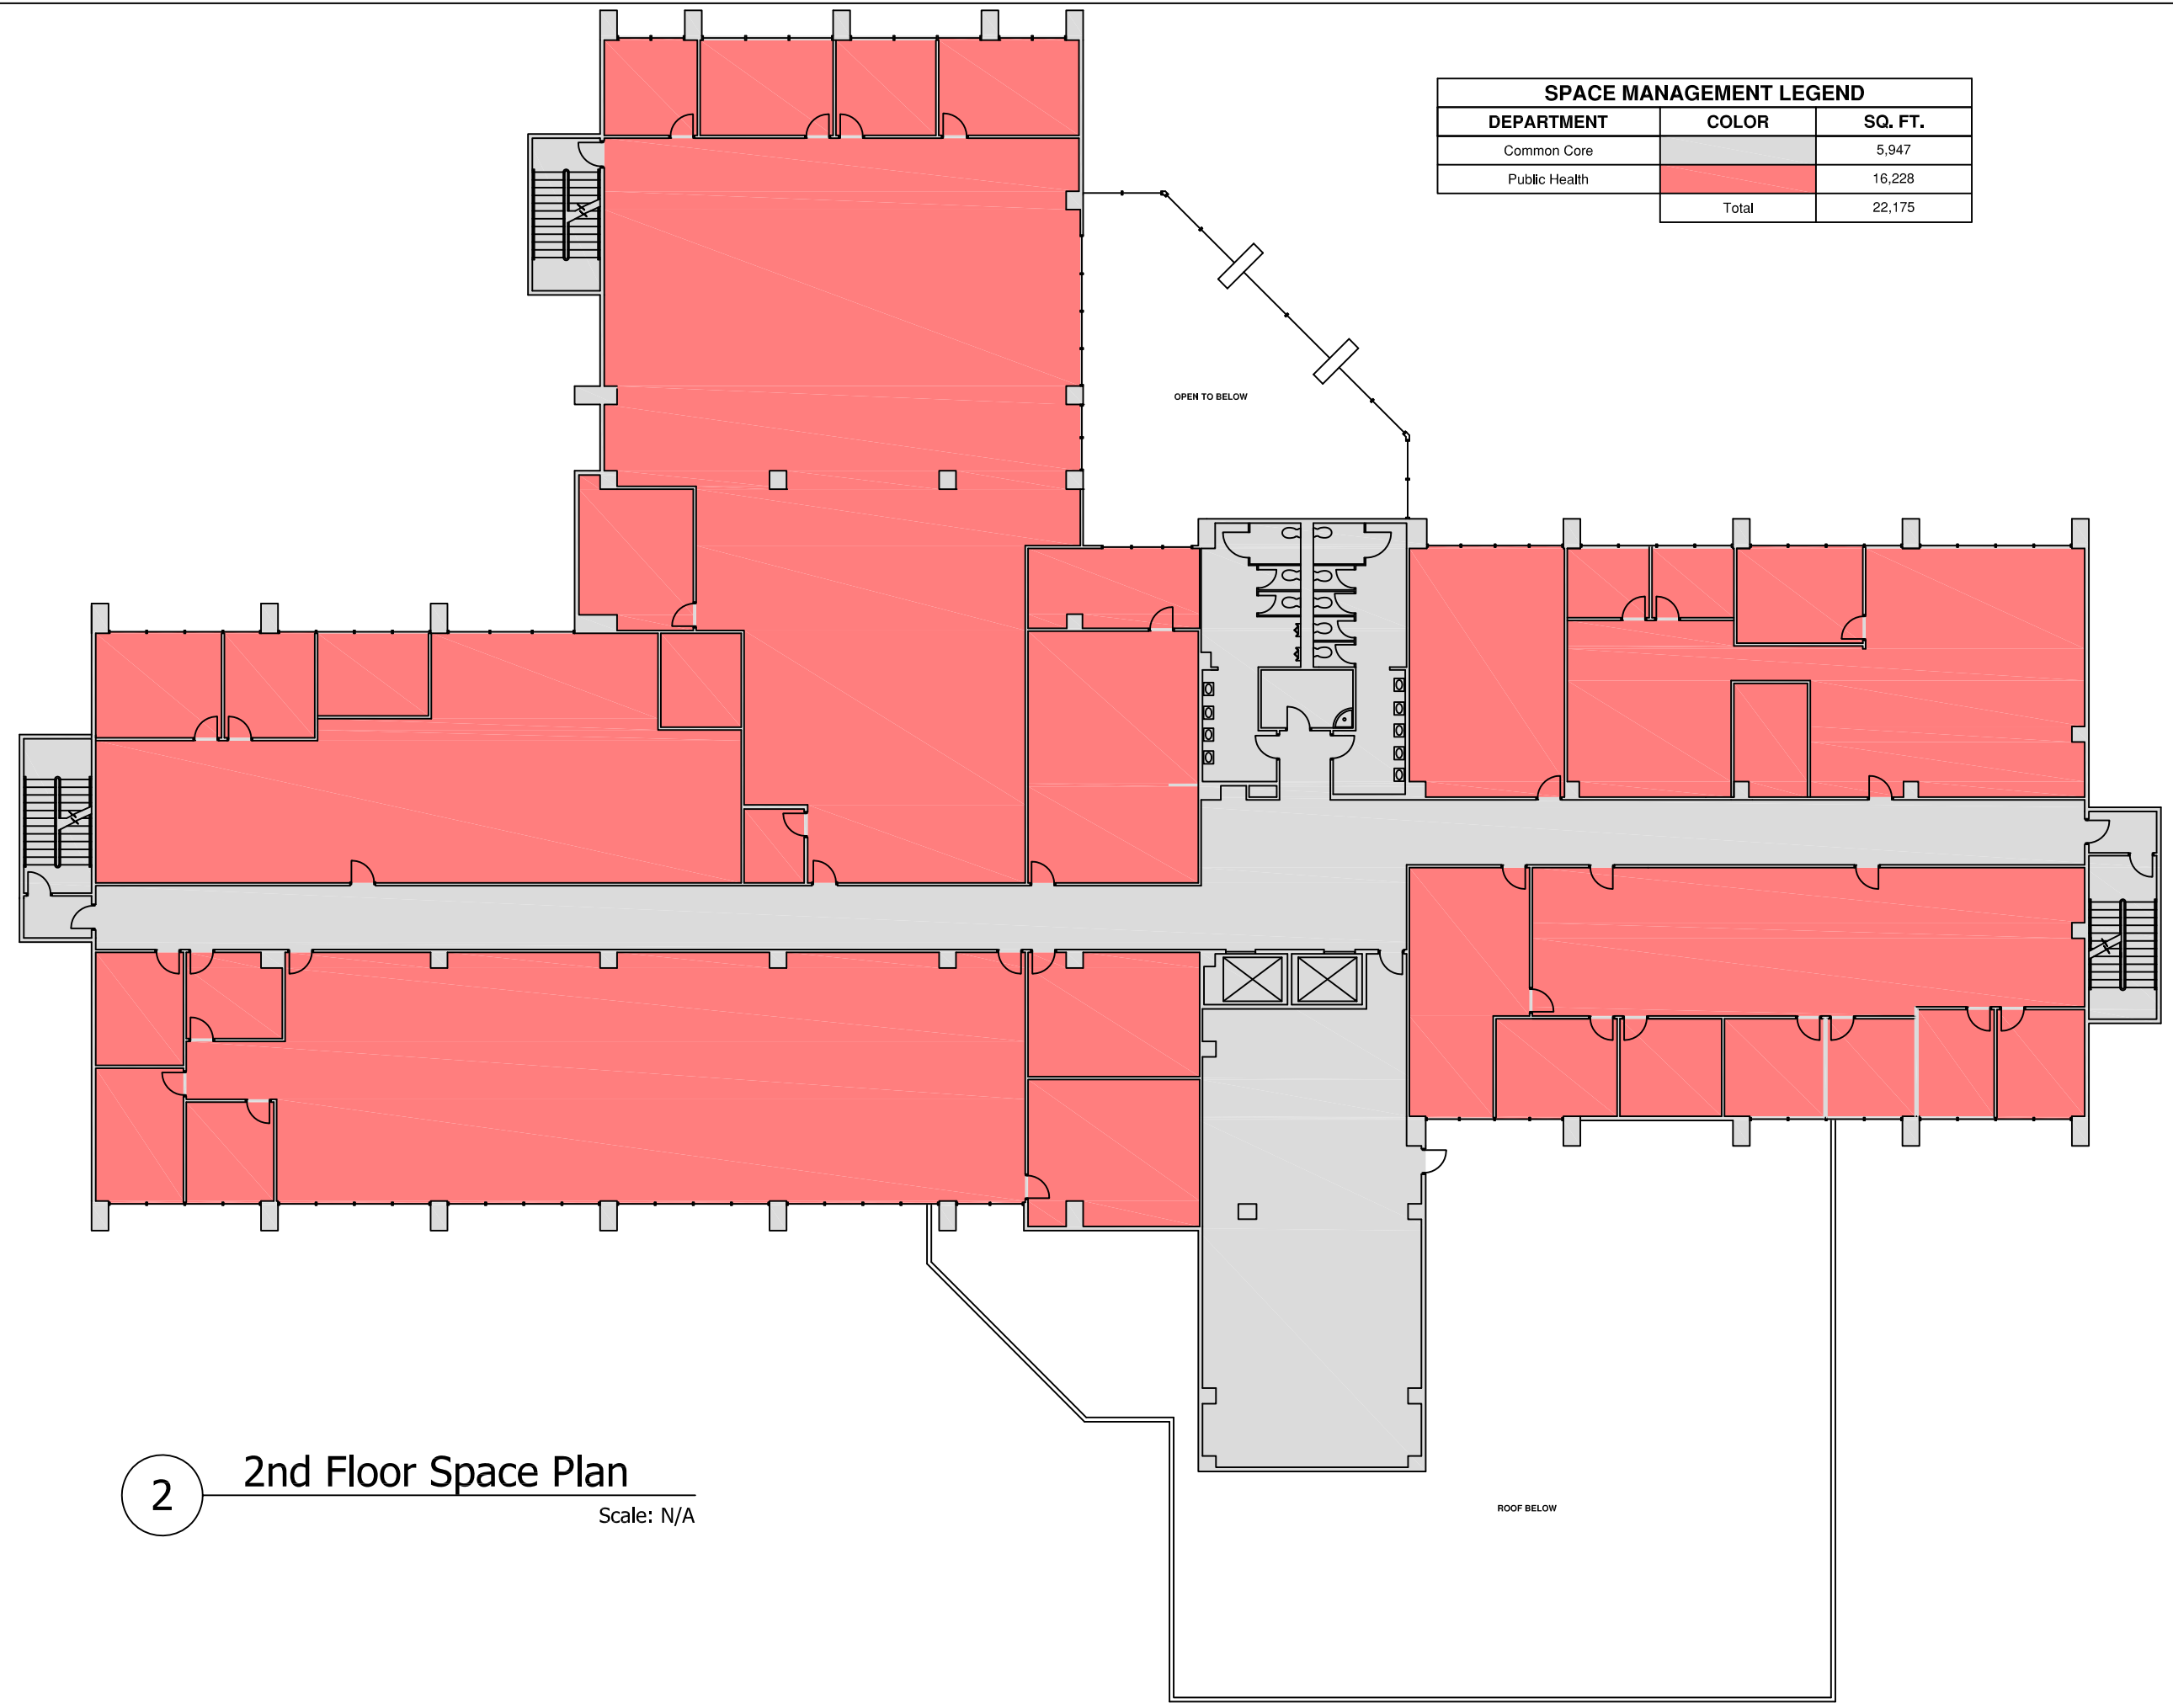 SPACE MANAGEMENT LEGEND
DEPARTMENT COLOR SQ. FT.
Common Core 5,947
Public Health 16,228
Total 22,175
OPEN TO BELOW
2 2nd Floor Space Plan
Scale: N/A
ROOF BELOW